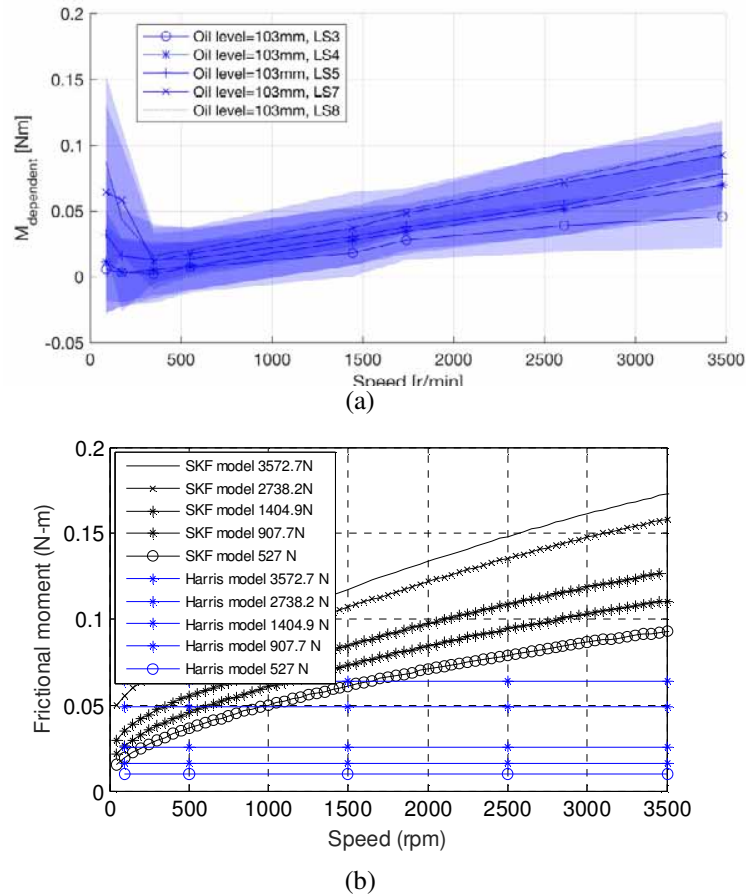 0.2
Oil level=103mm, LS3
Oil level=103mm, LS4
Oil level=103mm, LS5
Oil level=103mm, LS7
Oil level=103mm, LS8
0.15
0.1
0.05
0
-0.05
M dependent [Nm]
0 500 1000 1500 2000 2500 3000 3500
Speed [r/min]
(a)
0.2
SKF model 3572.7N
SKF model 2738.2N
SKF model 1404.9N
SKF model 907.7N
SKF model 527 N
Harris model 3572.7 N
Harris model 2738.2 N
Harris model 1404.9 N
Harris model 907.7 N
Harris model 527 N
0.15
0.1
0.05
0
Frictional moment (N-m)
0 500 1000 1500 2000 2500 3000 3500
Speed (rpm)
(b)